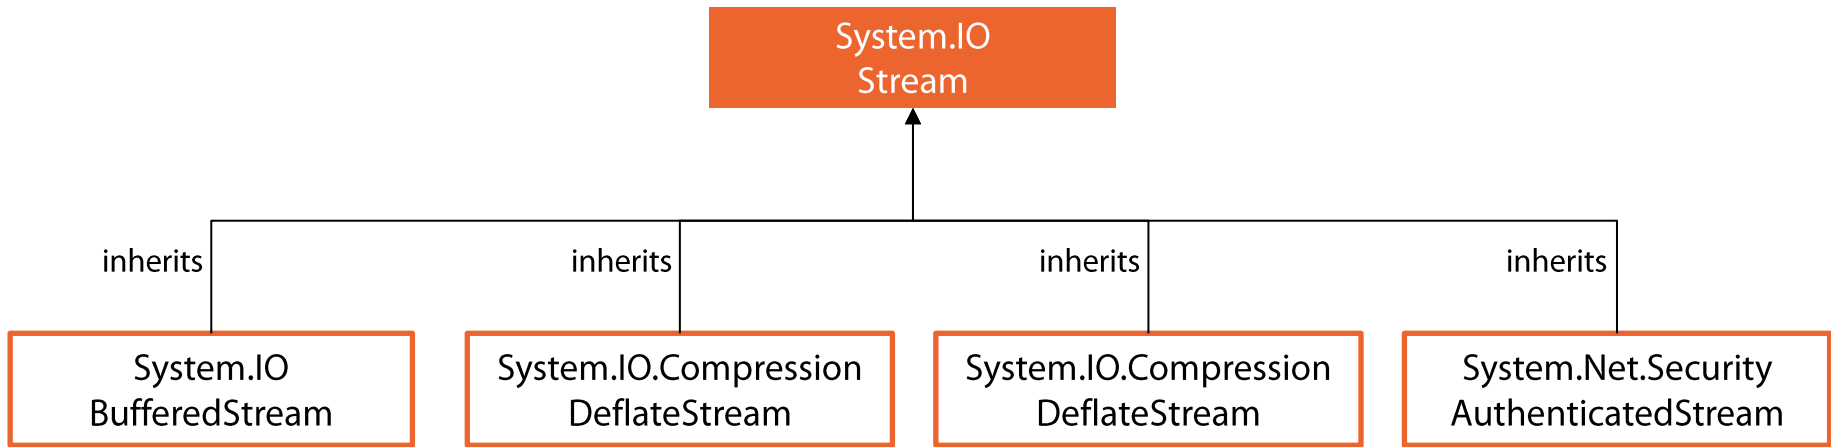 System.IO
Stream
inherits
inherits
inherits
inherits
System.IO
BufferedStream
System.IO.Compression
DeflateStream
System.IO.Compression
DeflateStream
System.Net.Security
AuthenticatedStream